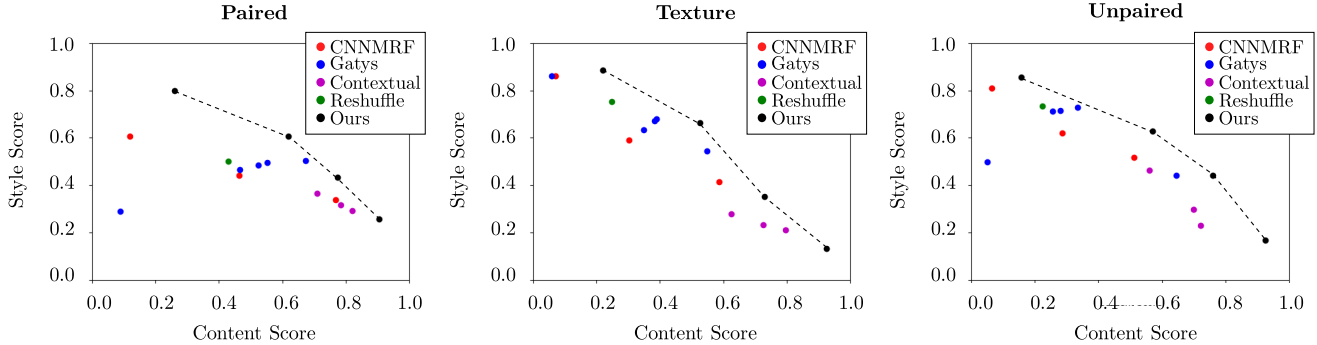 Paired
Style Score
1.0
0.8
0.6
0.4
0.2
0.0
0.0 0.2 0.4 0.6 0.8 1.0
Content Score
CNNMRF
Gatys
Contextual
Reshuffle
Ours
Texture
Style Score
1.0
0.8
0.6
0.4
0.2
0.0
0.0 0.2 0.4 0.6 0.8 1.0
Content Score
CNNMRF
Gatys
Contextual
Reshuffle
Ours
Unpaired
Style Score
1.0
0.8
0.6
0.4
0.2
0.0
0.0 0.2 0.4 0.6 0.8 1.0
Content Score
CNNMRF
Gatys
Contextual
Reshuffle
Ours